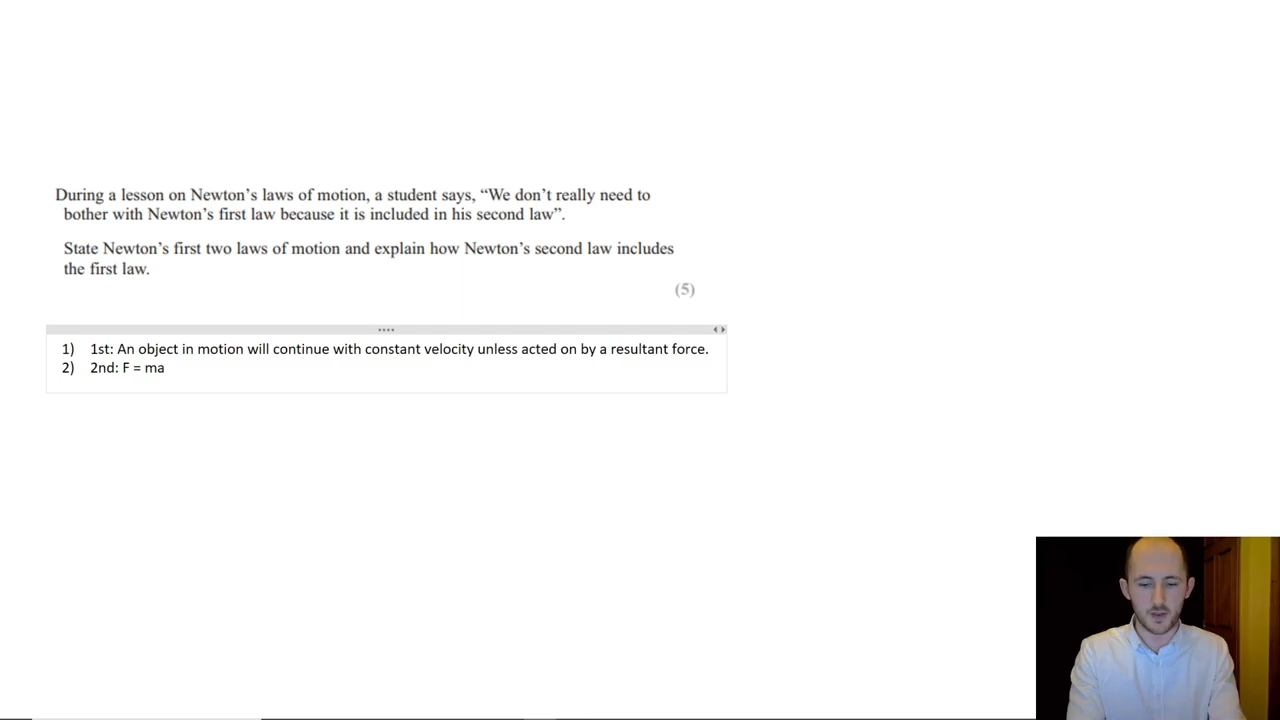 During a lesson on Newton’s laws of motion, a student says, “We don’t really need to
bother with Newton’s first law because it is included in his second law”.
State Newton’s first two laws of motion and explain how Newton’s second law includes
the first law.
(5)
1) 1st: An object in motion will continue with constant velocity unless acted on by a resultant force.
2) 2nd: F = ma